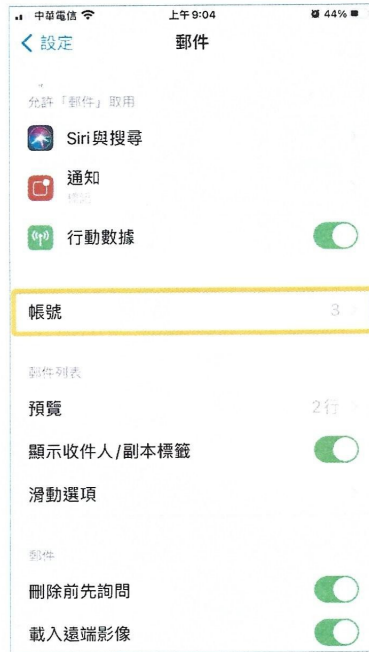 中華電信 上午9:04 44%
設定 郵件
允許「郵件」取用
Siri與搜尋
通知
標記
行動數據
帳號 3
郵件列表
預覽 2行
顯示收件人/副本標籤
滑動選項
郵件
刪除前先詢問
載入遠端影像